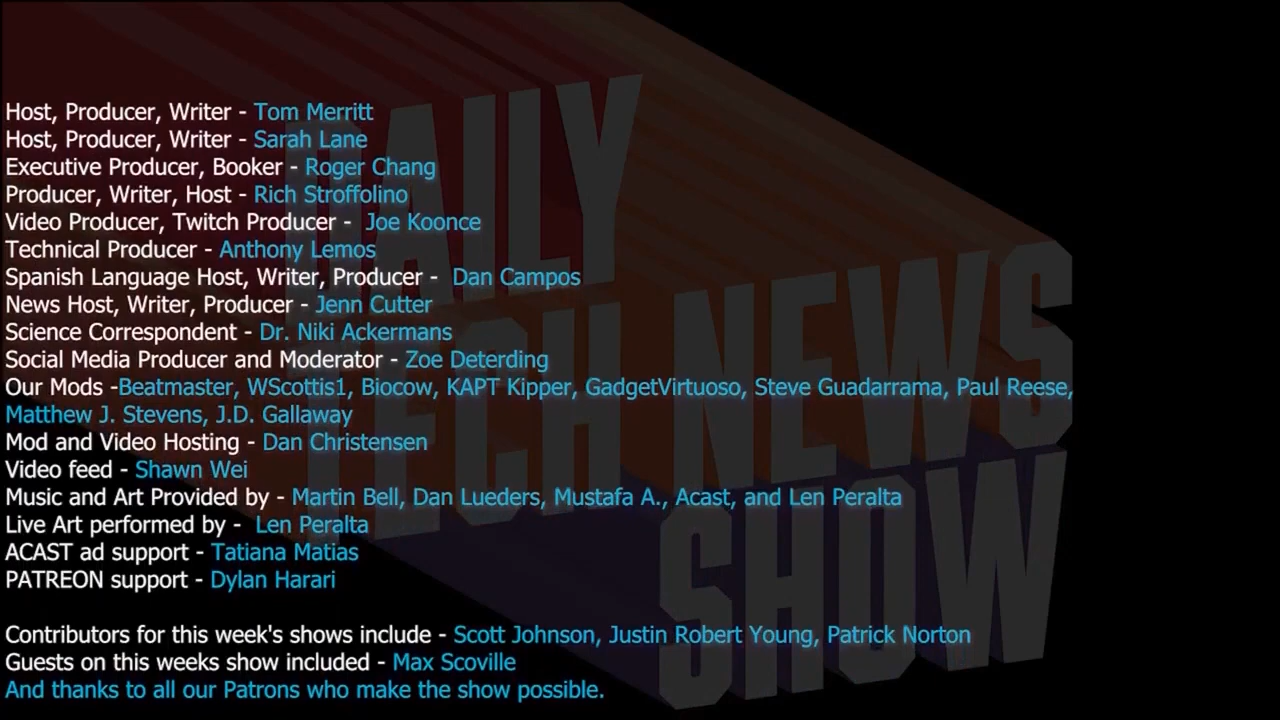 Host, Producer, Writer - Tom Merritt
Host, Producer, Writer - Sarah Lane
Executive Producer, Booker - Roger Chang
Producer, Writer, Host - Rich Stroffolino
Video Producer, Twitch Producer -  Joe Koonce
Technical Producer - Anthony Lemos
Spanish Language Host, Writer, Producer -  Dan Campos
News Host, Writer, Producer - Jenn Cutter
Science Correspondent - Dr. Niki Ackermans
Social Media Producer and Moderator - Zoe Deterding
Our Mods -Beatmaster, WScottis1, Biocow, KAPT Kipper, GadgetVirtuoso, Steve Guadarrama, Paul Reese,
Matthew J. Stevens, J.D. Gallaway
Mod and Video Hosting - Dan Christensen
Video feed - Shawn Wei
Music and Art Provided by - Martin Bell, Dan Lueders, Mustafa A., Acast, and Len Peralta
Live Art performed by -  Len Peralta
ACAST ad support - Tatiana Matias
PATREON support - Dylan Harari
Contributors for this week's shows include - Scott Johnson, Justin Robert Young, Patrick Norton
Guests on this weeks show included - Max Scoville
And thanks to all our Patrons who make the show possible.
DAILY
TECH NEWS
SHOW